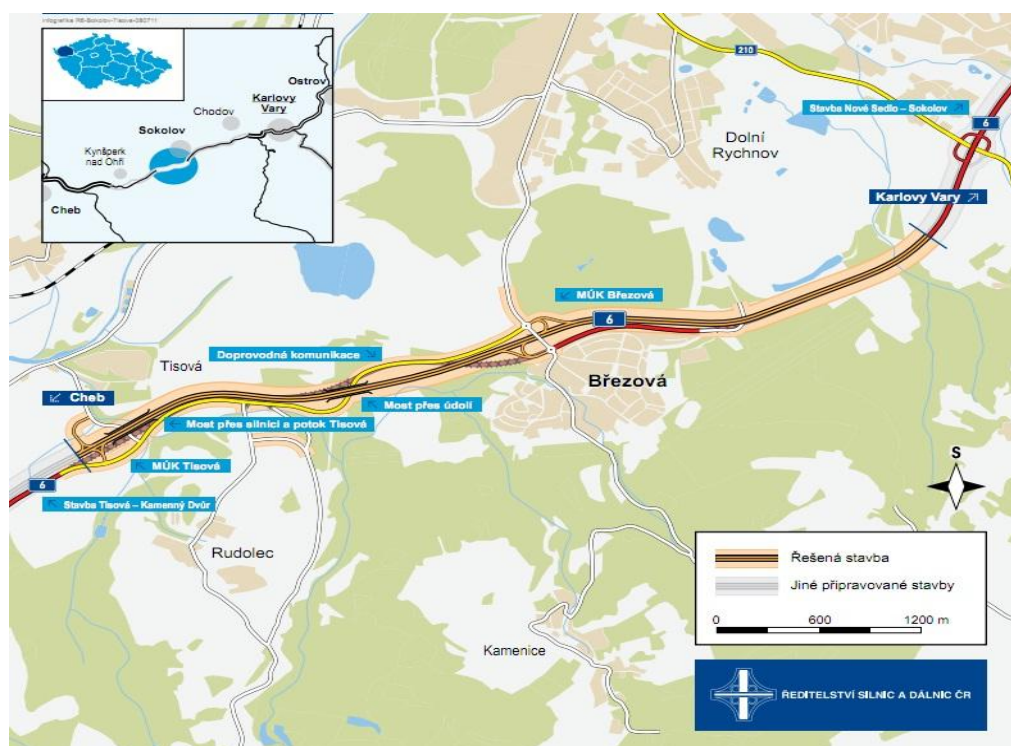 infografika R6-Sokolov-Tisova-080711
Ostrov
Karlovy
Vary
Chodov
Sokolov
Kynšperk
nad Ohří
Cheb
210
Stavba Nové Sedlo – Sokolov
6
Dolní
Rychnov
Karlovy Vary
MÚK Březová
6
Doprovodná komunikace
Tisová
Březová
Cheb
Most přes údolí
Most přes silnici a potok Tisová
MÚK Tisová
6
Stavba Tisová – Kamenný Dvůr
S
Rudolec
Kamenice
Řešená stavba
Jiné připravované stavby
0 600 1200 m
ŘEDITELSTVÍ SILNIC A DÁLNIC ČR